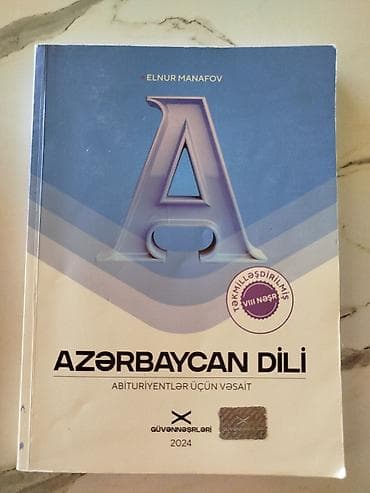 ELNUR MANAFOV
A
TƏKMİLLƏŞDİRİLMİŞ
VIII NƏŞR
AZƏRBAYCAN DİLİ
ABİTURİYENTLƏR ÜÇÜN VƏSAİT
GÜVƏNNƏŞRLƏRİ
2024